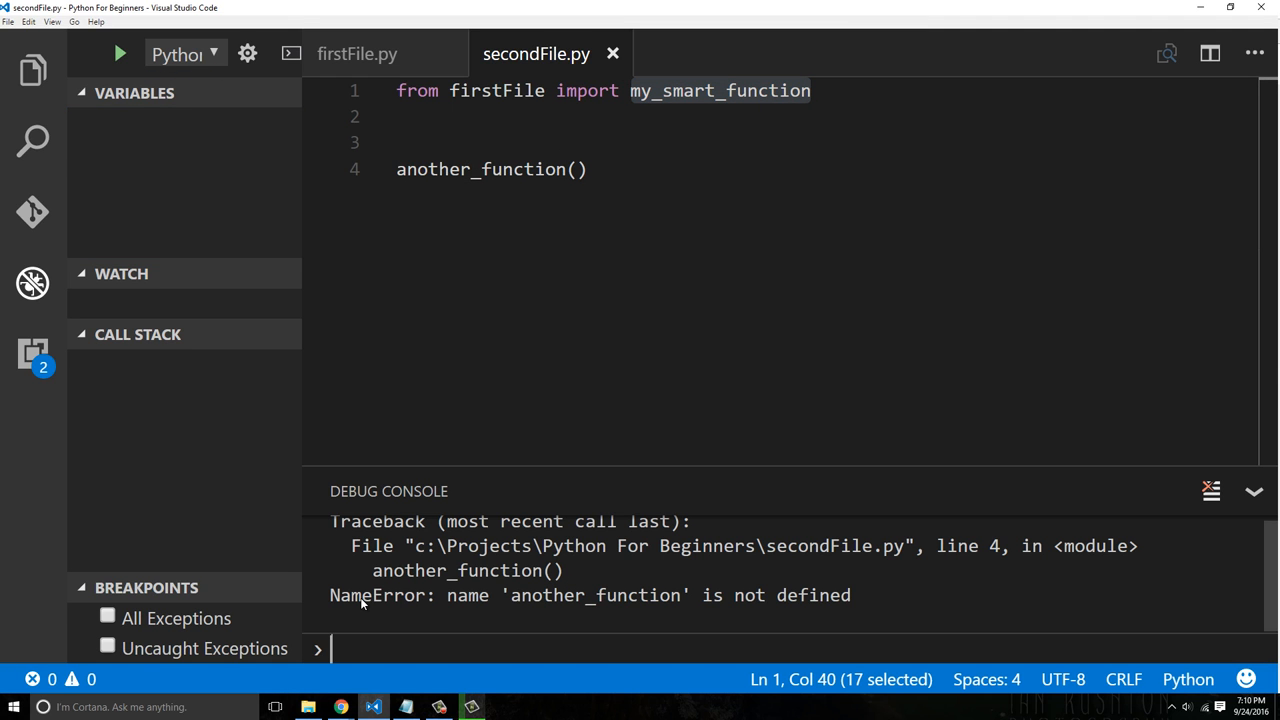 secondFile.py - Python For Beginners - Visual Studio Code
File Edit View Go Help
Pythor
firstFile.py
secondFile.py
VARIABLES
1 from firstFile import my_smart_function
2
3
4 another_function()
WATCH
CALL STACK
2
DEBUG CONSOLE
Traceback (most recent call last):
File "c:\Projects\Python For Beginners\secondFile.py", line 4, in <module>
another_function()
NameError: name 'another_function' is not defined
BREAKPOINTS
All Exceptions
Uncaught Exceptions
0 0 Ln 1, Col 40 (17 selected) Spaces: 4 UTF-8 CRLF Python
I'm Cortana. Ask me anything.
7:10 PM
9/24/2016